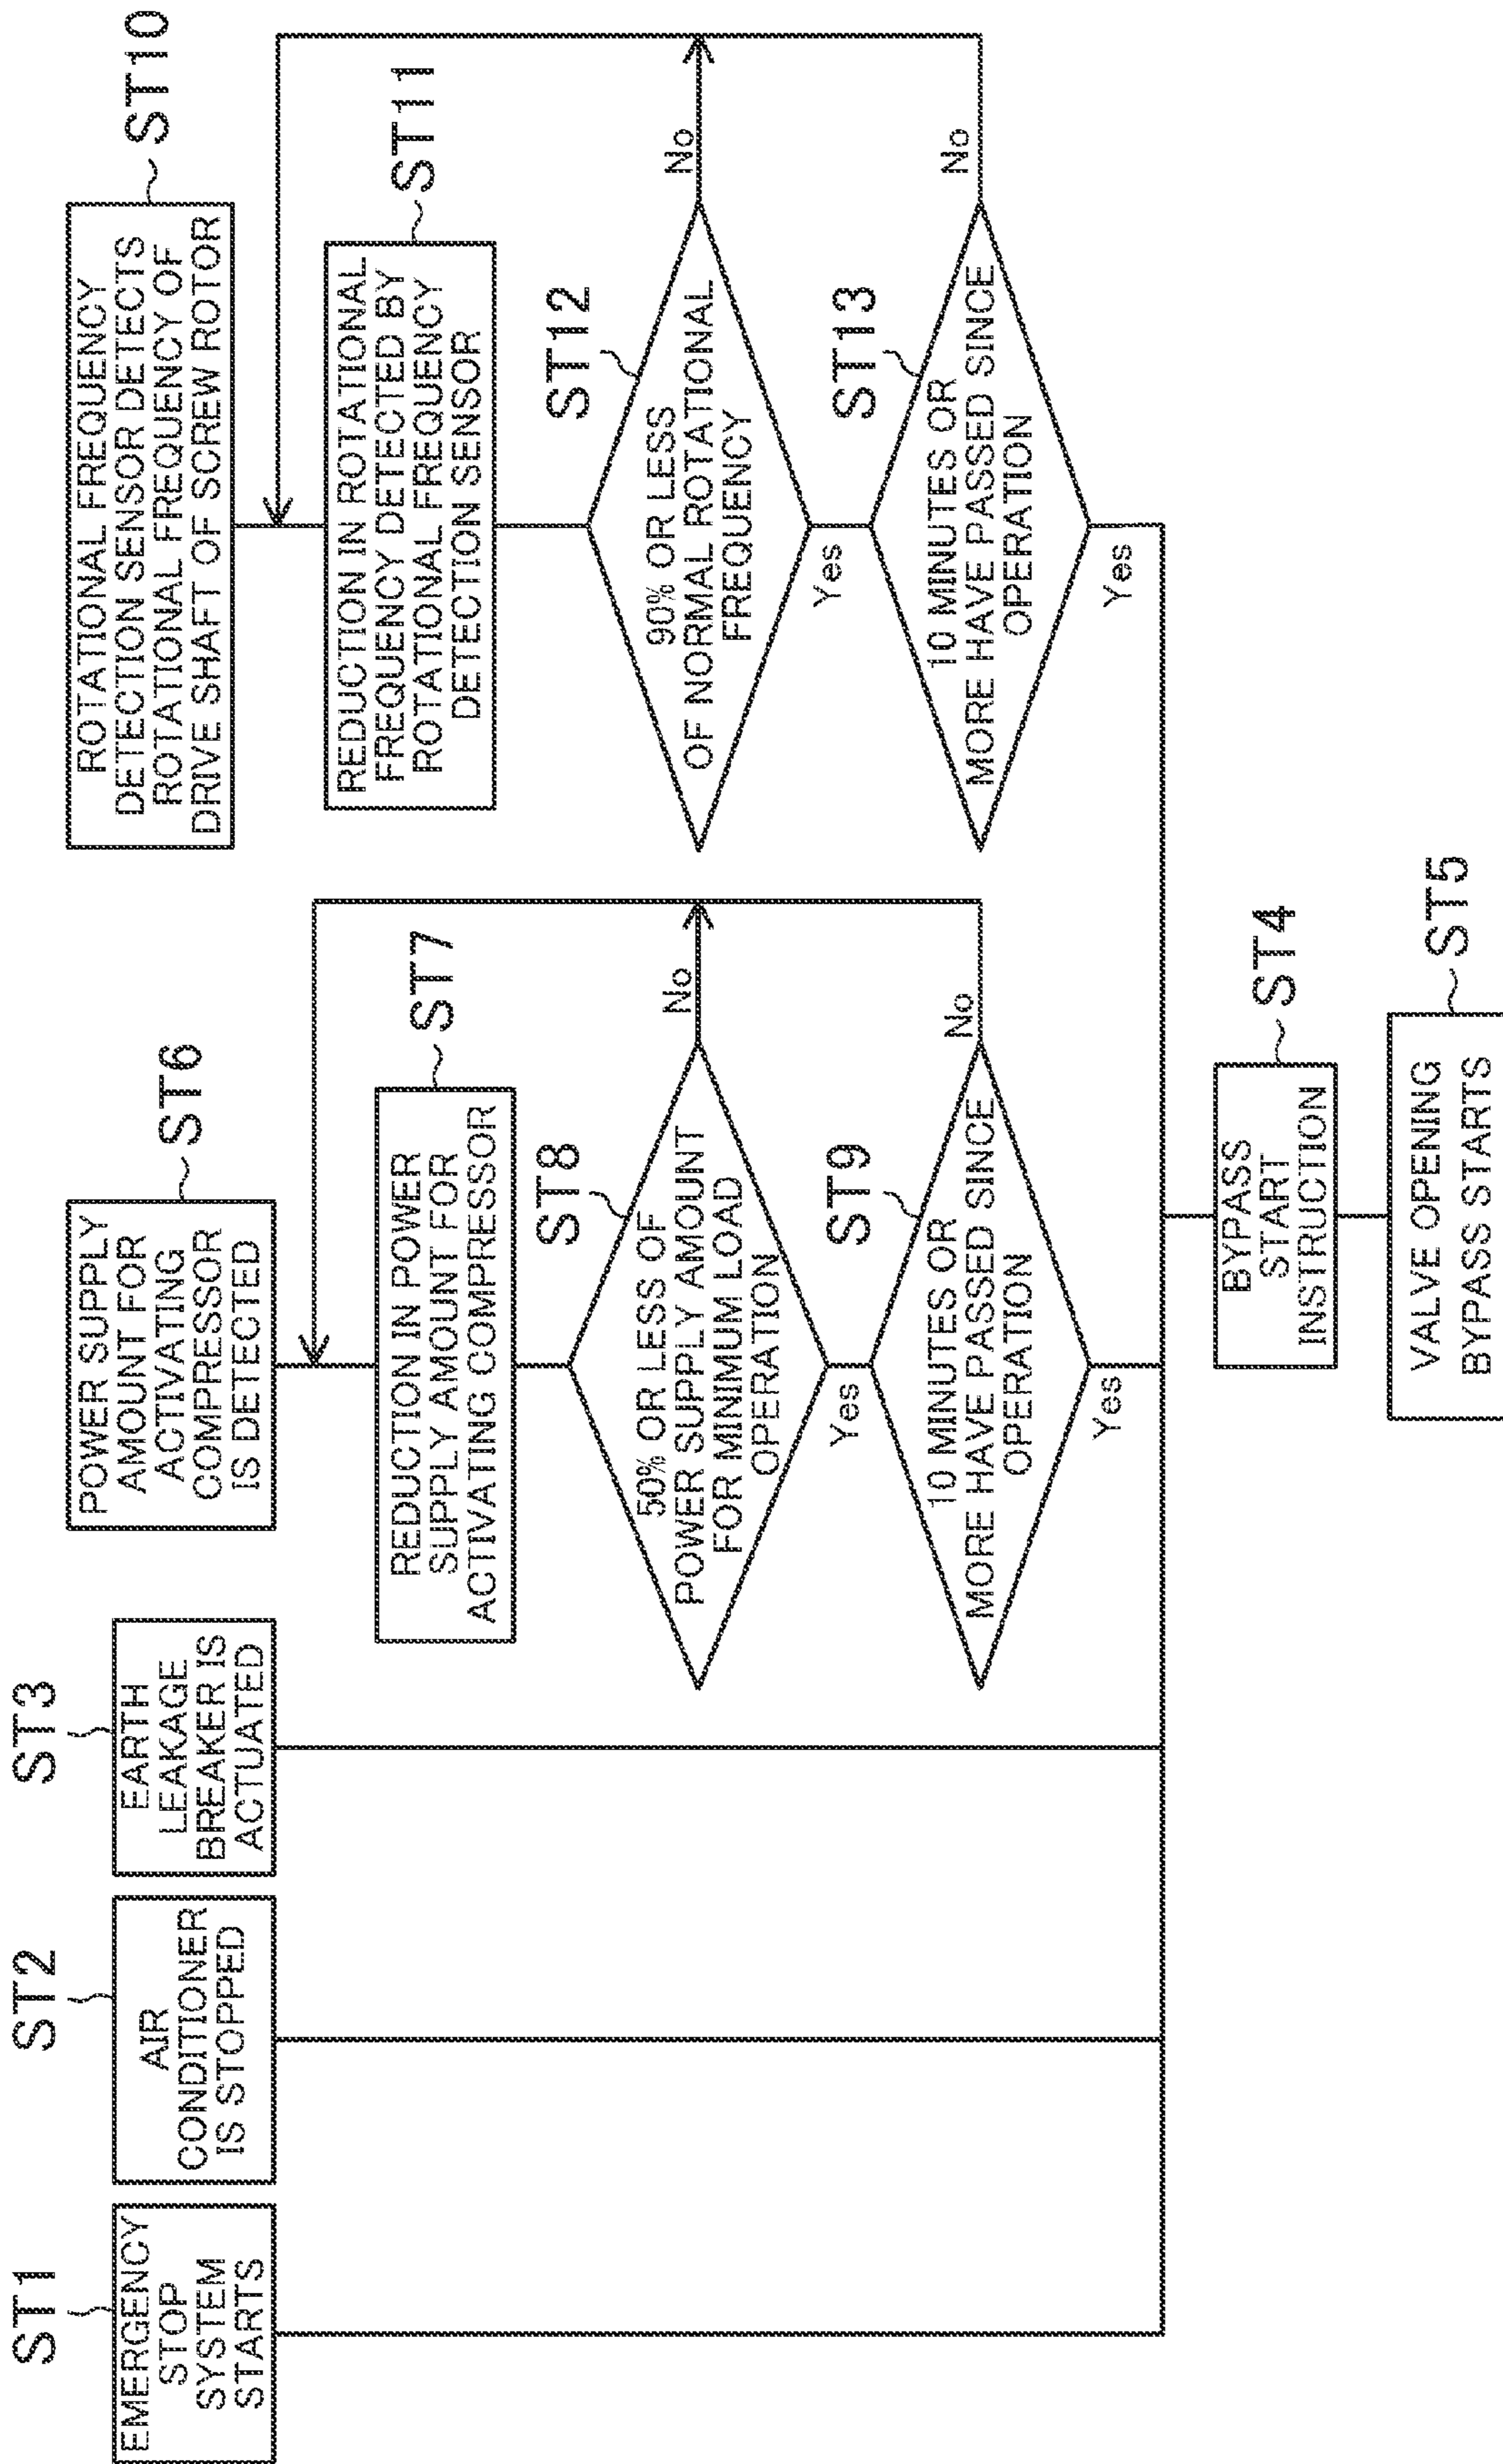 ST1
EMERGENCY
STOP
SYSTEM
STARTS
ST2
AIR
CONDITIONER
IS STOPPED
ST3
EARTH
LEAKAGE
BREAKER IS
ACTUATED
ST6
POWER SUPPLY
AMOUNT FOR
ACTIVATING
COMPRESSOR
IS DETECTED
ST7
REDUCTION IN POWER
SUPPLY AMOUNT FOR
ACTIVATING COMPRESSOR
ST8
50% OR LESS OF
POWER SUPPLY AMOUNT
FOR MINIMUM LOAD
OPERATION
No
Yes
ST9
10 MINUTES OR
MORE HAVE PASSED SINCE
OPERATION
No
Yes
ST10
ROTATIONAL FREQUENCY
DETECTION SENSOR DETECTS
ROTATIONAL FREQUENCY OF
DRIVE SHAFT OF SCREW ROTOR
ST11
REDUCTION IN ROTATIONAL
FREQUENCY DETECTED BY
ROTATIONAL FREQUENCY
DETECTION SENSOR
ST12
90% OR LESS
OF NORMAL ROTATIONAL
FREQUENCY
No
Yes
ST13
10 MINUTES OR
MORE HAVE PASSED SINCE
OPERATION
No
Yes
ST4
BYPASS
START
INSTRUCTION
ST5
VALVE OPENING
BYPASS STARTS